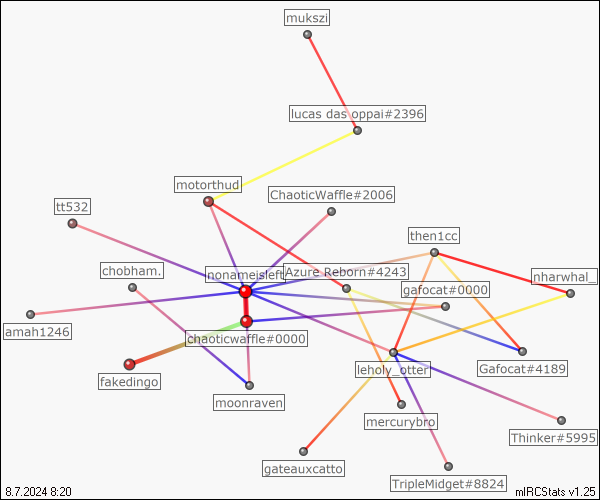 mukszi
lucas das oppai#2396
motorthud
ChaoticWaffle#2006
tt532
then1cc
chobham.
nonameisleft
Azure Reborn#4243
nharwhal_
gafocat#0000
amah1246
chaoticwaffle#0000
leholy_otter
Gafocat#4189
fakedingo
moonraven
mercurybro
Thinker#5995
gateauxcatto
TripleMidget#8824
8.7.2024 8:20
mIRCStats v1.25